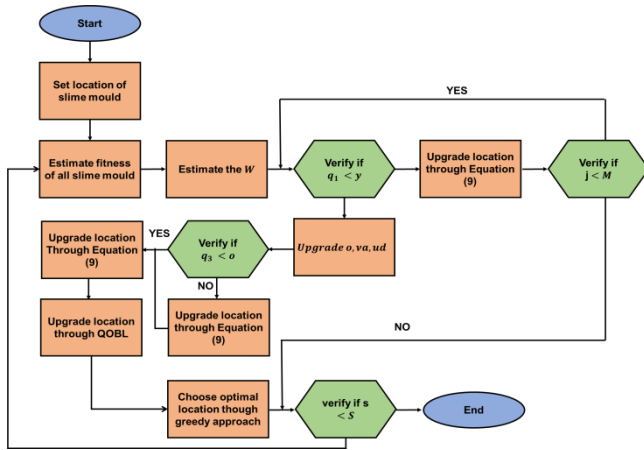 Start
Set location of
slime mould
YES
Estimate fitness
of all slime mould
Estimate the W
Verify if
q₁ < y
Upgrade location
through Equation
(9)
Verify if
j < M
Upgrade location
Through Equation
(9)
YES
Verify if
q₃ < o
Upgrade o, va, ud
NO
Upgrade location
through Equation
(9)
Upgrade location
through QOBL
NO
Choose optimal
location though
greedy approach
verify if s
< S
End